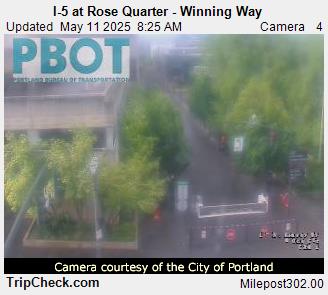 I-5 at Rose Quarter - Winning Way
Updated May 11 2025 8:25 AM Camera 4
PBOT
PORTLAND BUREAU OF TRANSPORTATION
Camera courtesy of the City of Portland
TripCheck.com Milepost302.00